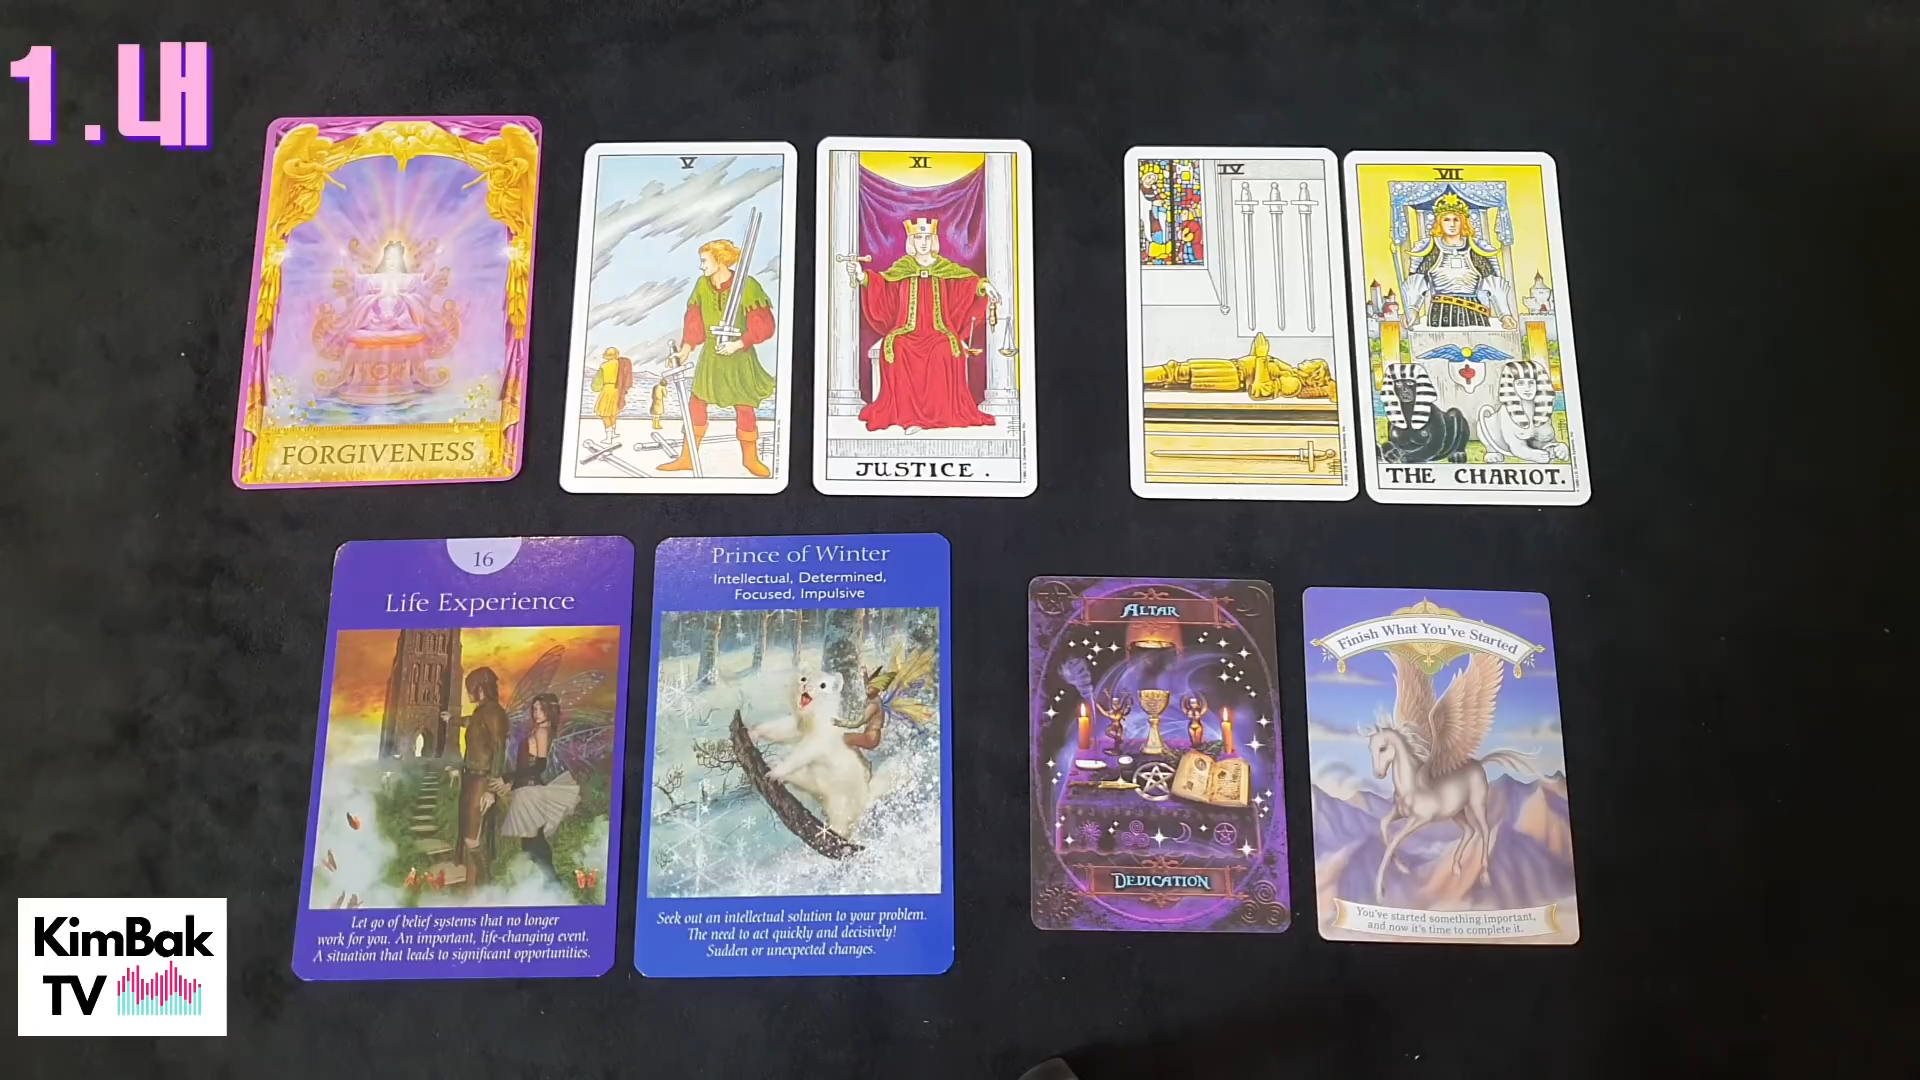 1.내
FORGIVENESS
V
XI
JUSTICE.
IV
VII
THE CHARIOT.
16
Life Experience
Let go of belief systems that no longer
work for you. An important, life-changing event.
A situation that leads to significant opportunities.
Prince of Winter
Intellectual, Determined,
Focused, Impulsive
Seek out an intellectual solution to your problem.
The need to act quickly and decisively!
Sudden or unexpected changes.
ALTAR
DEDICATION
Finish What You've Started
You've started something important,
and now it's time to complete it.
KimBak
TV